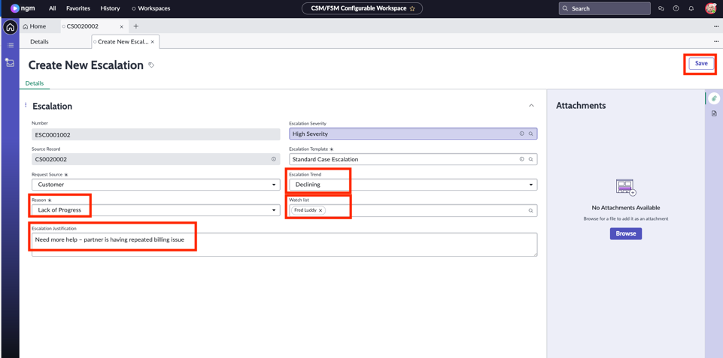 ngm All Favorites History Workspaces CSM/FSM Configurable Workspace Search
Home CS0020002
Details Create New Escal...
Create New Escalation Save
Details
Escalation
Number
ESC0001002
Escalation Severity
High Severity
Source Record
CS0020002
Escalation Template
Standard Case Escalation
Request Source
Customer
Escalation Trend
Declining
Reason
Lack of Progress
Watch list
Fred Luddy
Escalation Justification
Need more help – partner is having repeated billing issue
Attachments
No Attachments Available
Browse for a file to add it as an attachment
Browse